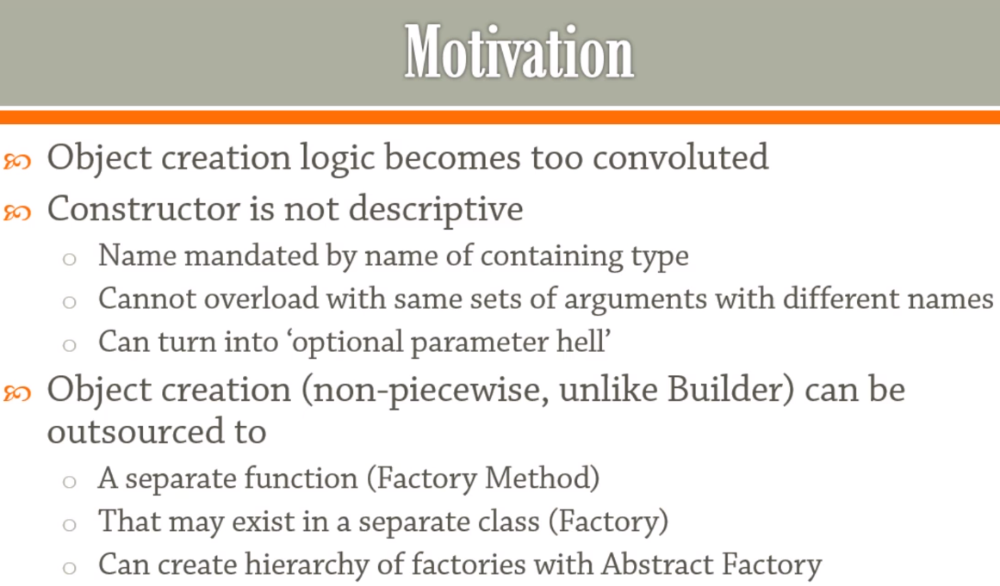 Motivation
Object creation logic becomes too convoluted
Constructor is not descriptive
Name mandated by name of containing type
Cannot overload with same sets of arguments with different names
Can turn into ‘optional parameter hell’
Object creation (non-piecewise, unlike Builder) can be
outsourced to
A separate function (Factory Method)
That may exist in a separate class (Factory)
Can create hierarchy of factories with Abstract Factory